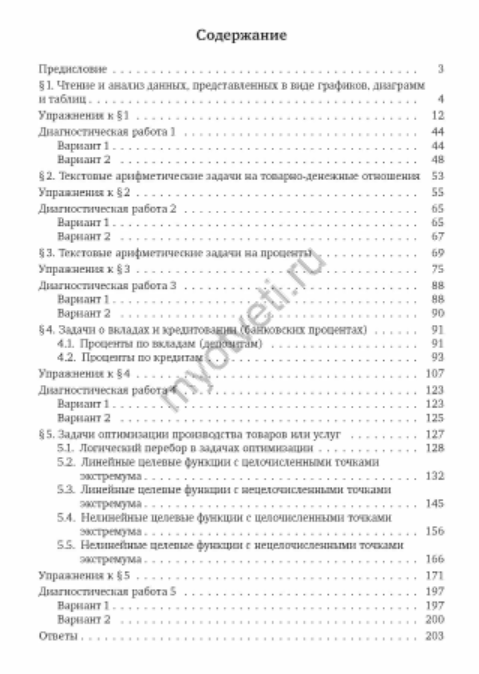 Содержание
Предисловие . . . . . . . . . . . . . . . . . . . . . . . . . . . . . . 3
§1. Чтение и анализ данных, представленных в виде графиков, диаграмм
и таблиц . . . . . . . . . . . . . . . . . . . . . . . . . . . . . . 4
Упражнения к §1 . . . . . . . . . . . . . . . . . . . . . . . . . . 12
Диагностическая работа 1 . . . . . . . . . . . . . . . . . . . . . 44
Вариант 1 . . . . . . . . . . . . . . . . . . . . . . . . . . . . 44
Вариант 2 . . . . . . . . . . . . . . . . . . . . . . . . . . . . 48
§2. Текстовые арифметические задачи на товарно-денежные отношения 53
Упражнения к §2 . . . . . . . . . . . . . . . . . . . . . . . . . . 55
Диагностическая работа 2 . . . . . . . . . . . . . . . . . . . . . 65
Вариант 1 . . . . . . . . . . . . . . . . . . . . . . . . . . . . 65
Вариант 2 . . . . . . . . . . . . . . . . . . . . . . . . . . . . 67
§3. Текстовые арифметические задачи на проценты . . . . . . . . . . 69
Упражнения к §3 . . . . . . . . . . . . . . . . . . . . . . . . . . 75
Диагностическая работа 3 . . . . . . . . . . . . . . . . . . . . . 88
Вариант 1 . . . . . . . . . . . . . . . . . . . . . . . . . . . . 88
Вариант 2 . . . . . . . . . . . . . . . . . . . . . . . . . . . . 90
§4. Задачи о вкладах и кредитовании (банковских процентах) . . . . 91
4.1. Проценты по вкладам (депозитам) . . . . . . . . . . . . . . 91
4.2. Проценты по кредитам . . . . . . . . . . . . . . . . . . . . 93
Упражнения к §4 . . . . . . . . . . . . . . . . . . . . . . . . . . 107
Диагностическая работа 4 . . . . . . . . . . . . . . . . . . . . . 123
Вариант 1 . . . . . . . . . . . . . . . . . . . . . . . . . . . . 123
Вариант 2 . . . . . . . . . . . . . . . . . . . . . . . . . . . . 125
§5. Задачи оптимизации производства товаров или услуг . . . . . . . 127
5.1. Логический перебор в задачах оптимизации . . . . . . . . . . 128
5.2. Линейные целевые функции с целочисленными точками
экстремума . . . . . . . . . . . . . . . . . . . . . . . . . . 132
5.3. Линейные целевые функции с нецелочисленными точками
экстремума . . . . . . . . . . . . . . . . . . . . . . . . . . 145
5.4. Нелинейные целевые функции с целочисленными точками
экстремума . . . . . . . . . . . . . . . . . . . . . . . . . . 156
5.5. Нелинейные целевые функции с нецелочисленными точками
экстремума . . . . . . . . . . . . . . . . . . . . . . . . . . 166
Упражнения к §5 . . . . . . . . . . . . . . . . . . . . . . . . . . 171
Диагностическая работа 5 . . . . . . . . . . . . . . . . . . . . . 197
Вариант 1 . . . . . . . . . . . . . . . . . . . . . . . . . . . . 197
Вариант 2 . . . . . . . . . . . . . . . . . . . . . . . . . . . . 200
Ответы . . . . . . . . . . . . . . . . . . . . . . . . . . . . . . . 203
myotveti.ru